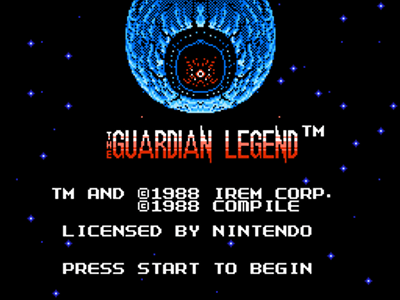 THE GUARDIAN LEGEND™
TM AND ©1988 IREM CORP.
©1988 COMPILE
LICENSED BY NINTENDO
PRESS START TO BEGIN